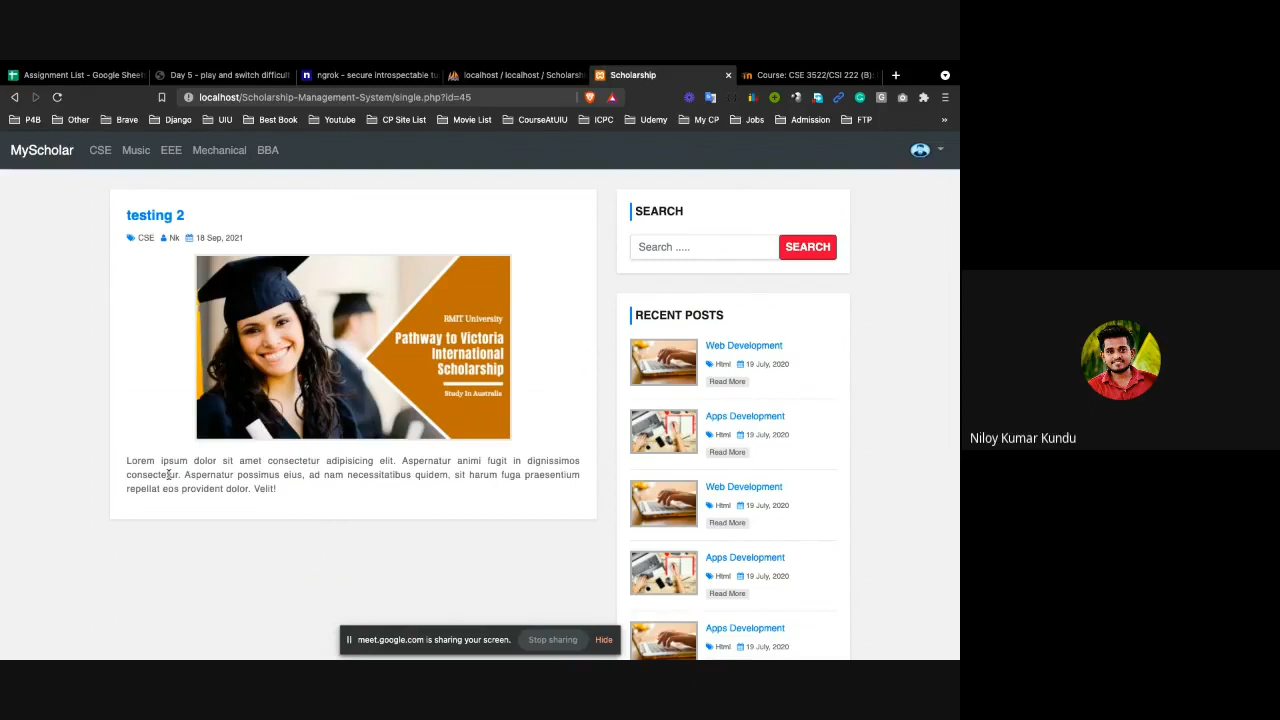 Assignment List - Google Sheets
Day 5 - play and switch difficult
ngrok - secure introspectable tu
localhost / localhost / Scholarsh
Scholarship
Course: CSE 3522/CSI 222 (B):
localhost/Scholarship-Management-System/single.php?id=45
P4B Other Brave Django UIU Best Book Youtube CP Site List Movie List CourseAtUIU ICPC Udemy My CP Jobs Admission FTP
MyScholar CSE Music EEE Mechanical BBA
testing 2
CSE Nk 18 Sep, 2021
RMIT University
Pathway to Victoria
International
Scholarship
Study In Australia
Lorem ipsum dolor sit amet consectetur adipisicing elit. Aspernatur animi fugit in dignissimos
consectetur. Aspernatur possimus eius, ad nam necessitatibus quidem, sit harum fuga praesentium
repellat eos provident dolor. Velit!
SEARCH
Search ..... SEARCH
RECENT POSTS
Web Development
Html 19 July, 2020
Read More
Apps Development
Html 19 July, 2020
Read More
Web Development
Html 19 July, 2020
Read More
Apps Development
Html 19 July, 2020
Read More
Apps Development
Html 19 July, 2020
meet.google.com is sharing your screen. Stop sharing Hide
Niloy Kumar Kundu